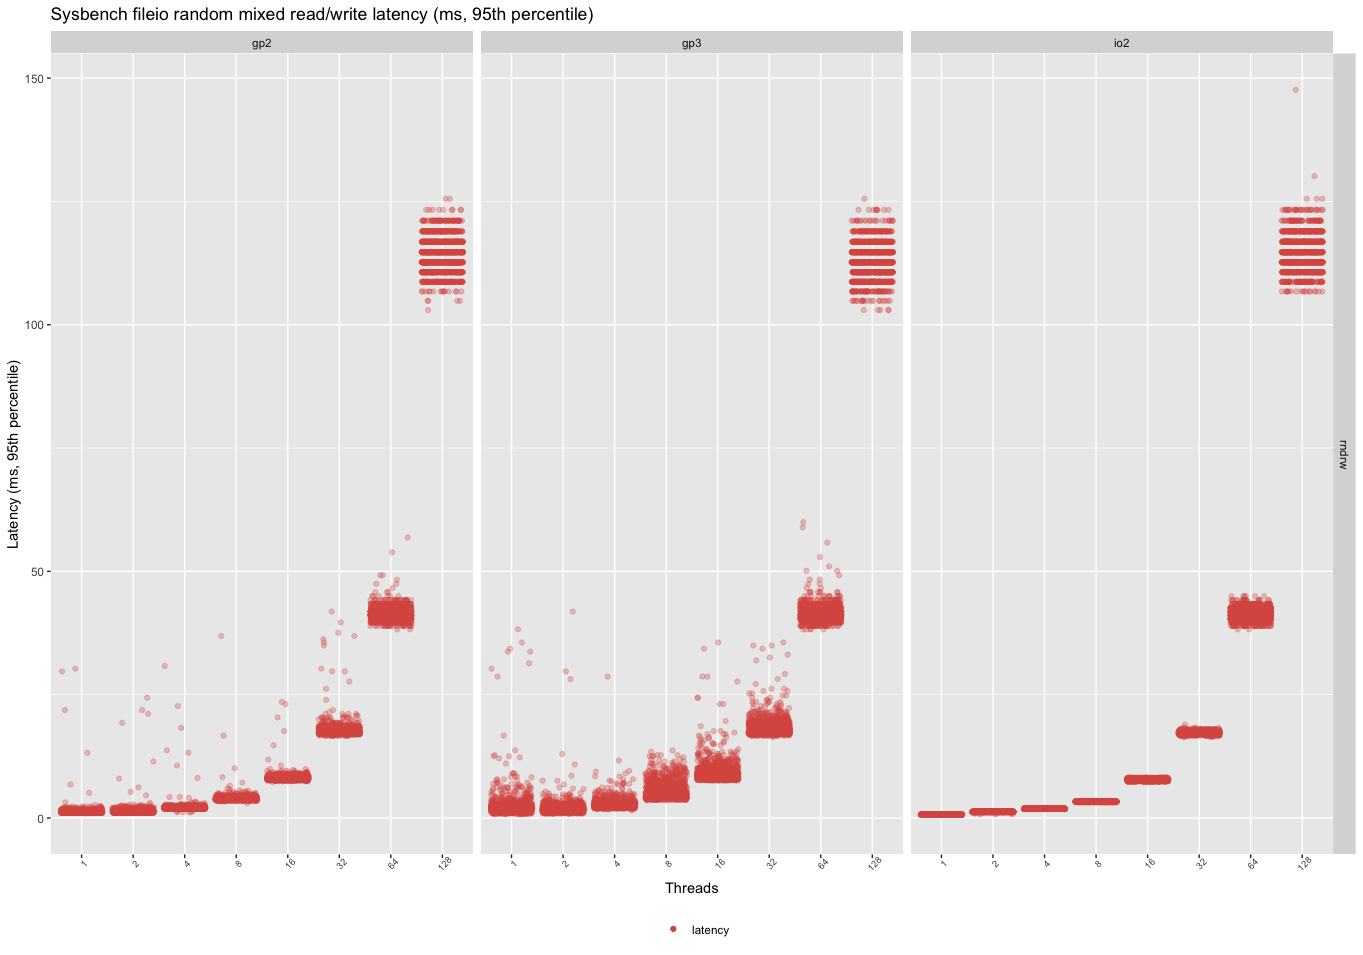 Sysbench fileio random mixed read/write latency (ms, 95th percentile)
gp2 gp3 io2
150
100
50
0
Latency (ms, 95th percentile)
rndrw
1 2 4 8 16 32 64 128 1 2 4 8 16 32 64 128 1 2 4 8 16 32 64 128
Threads
latency